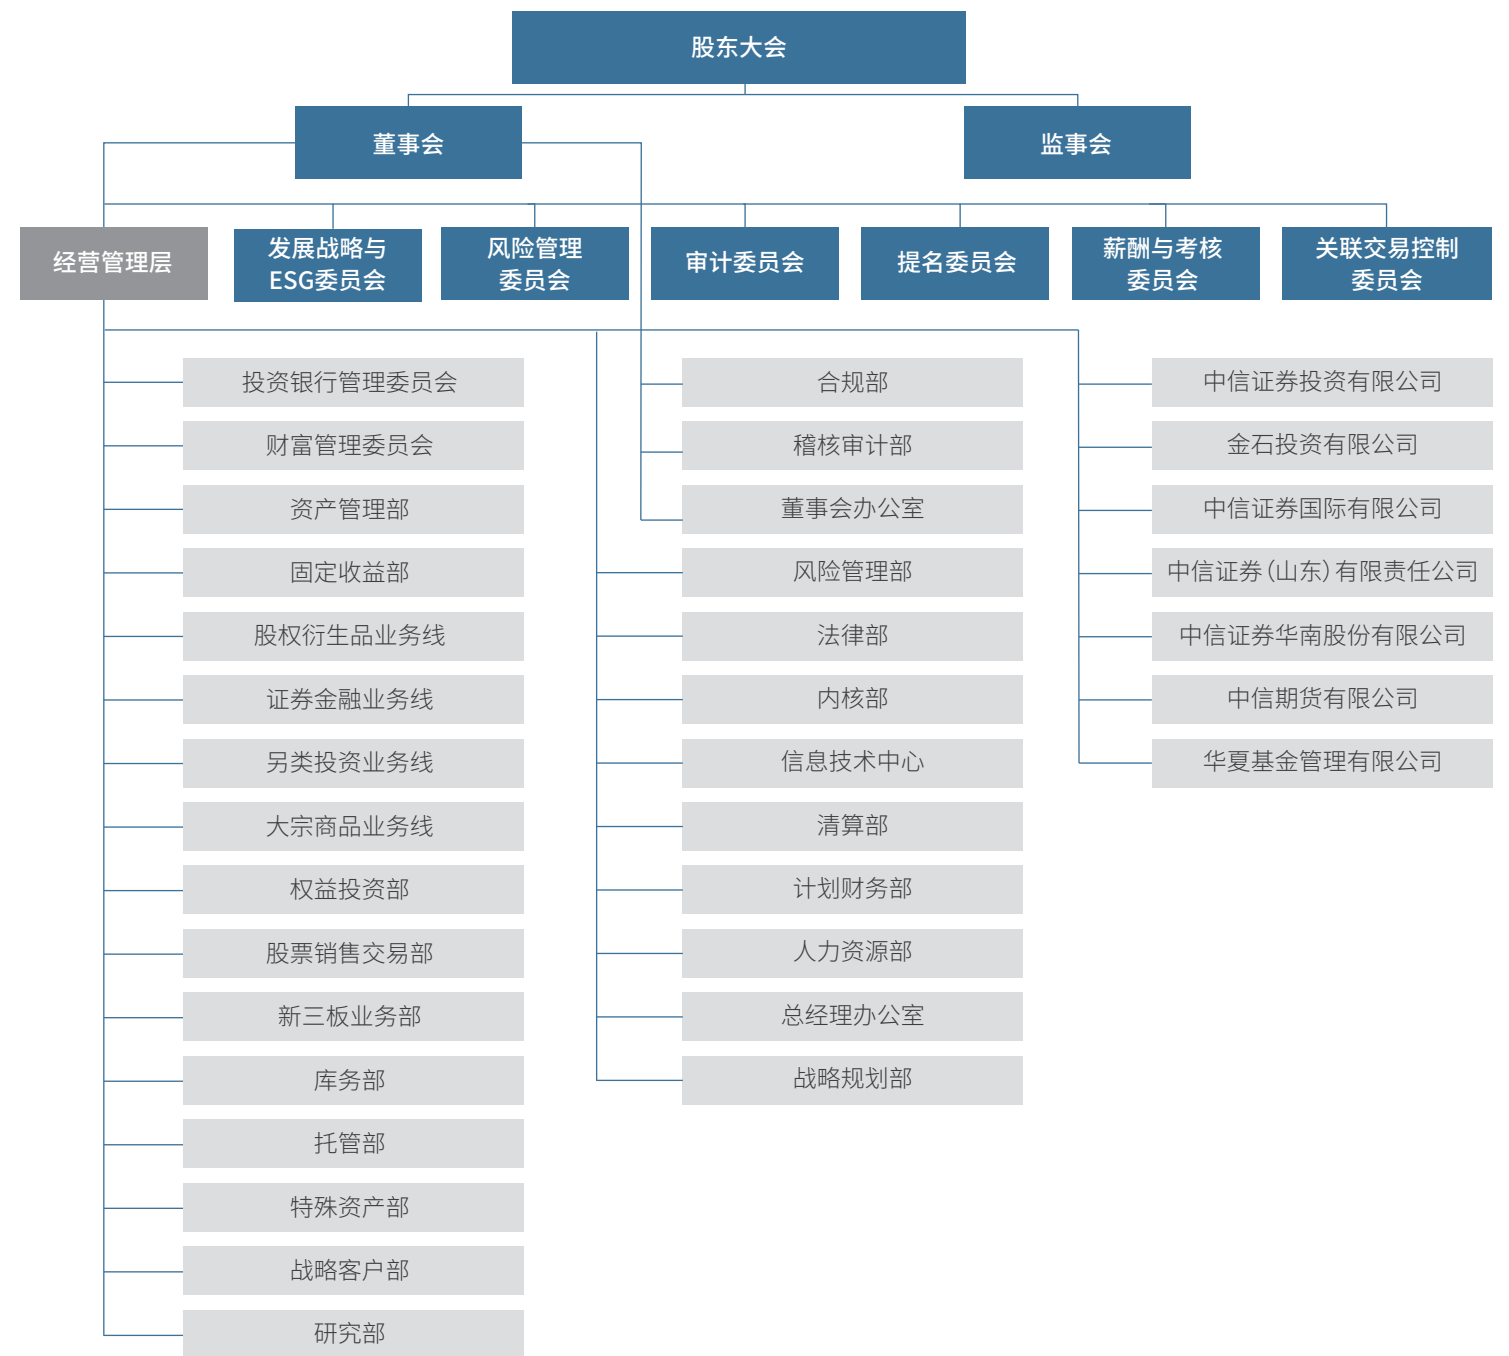 股东大会
董事会
监事会
经营管理层
发展战略与
ESG委员会
风险管理
委员会
审计委员会
提名委员会
薪酬与考核
委员会
关联交易控制
委员会
投资银行管理委员会
财富管理委员会
资产管理部
固定收益部
股权衍生品业务线
证券金融业务线
另类投资业务线
大宗商品业务线
权益投资部
股票销售交易部
新三板业务部
库务部
托管部
特殊资产部
战略客户部
研究部
合规部
稽核审计部
董事会办公室
风险管理部
法律部
内核部
信息技术中心
清算部
计划财务部
人力资源部
总经理办公室
战略规划部
中信证券投资有限公司
金石投资有限公司
中信证券国际有限公司
中信证券（山东）有限责任公司
中信证券华南股份有限公司
中信期货有限公司
华夏基金管理有限公司